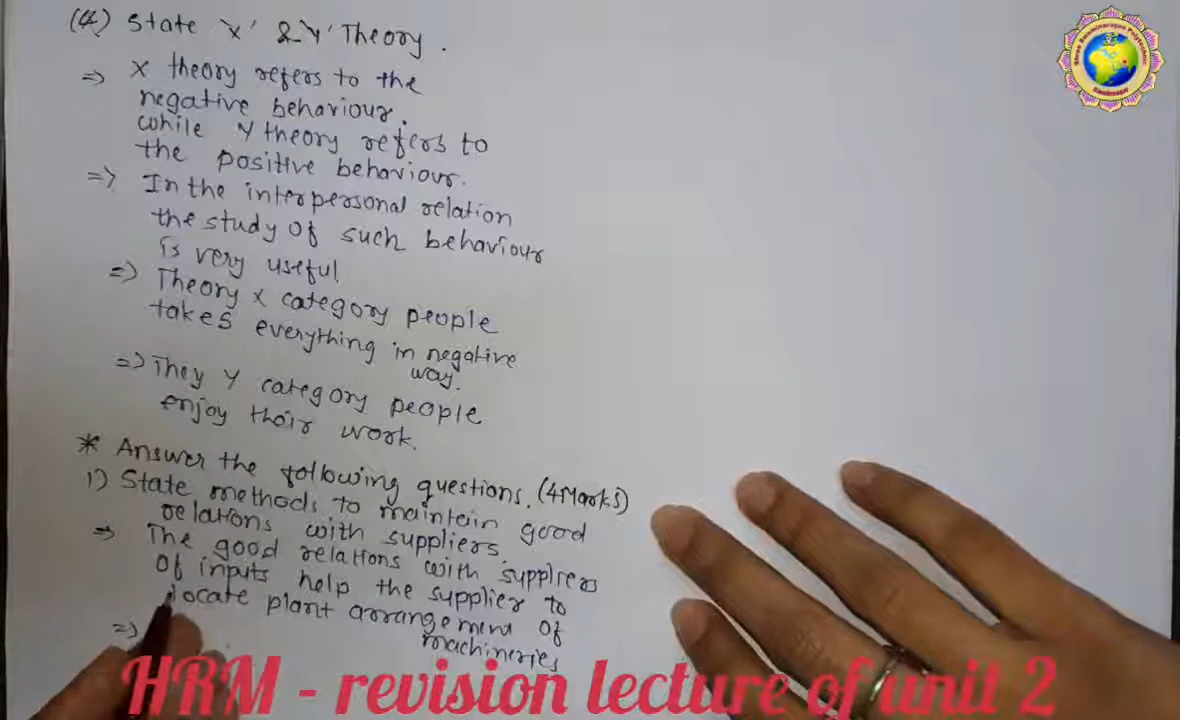 (4) State 'X' & 'Y' Theory.
=> X theory refers to the
negative behaviour.
while Y theory refers to
the positive behaviour.
=> In the interpersonal relation
the study of such behaviour
is very useful
=> Theory X category people
takes everything in negative
way.
=> They Y category people
enjoy their work.
* Answer the following questions. (4 Marks)
1) State methods to maintain good
relations with suppliers.
=> The good relations with suppliers
of inputs help the supplier to
locate plant arrangement of
machineries
=>
HRM - revision lecture of unit 2